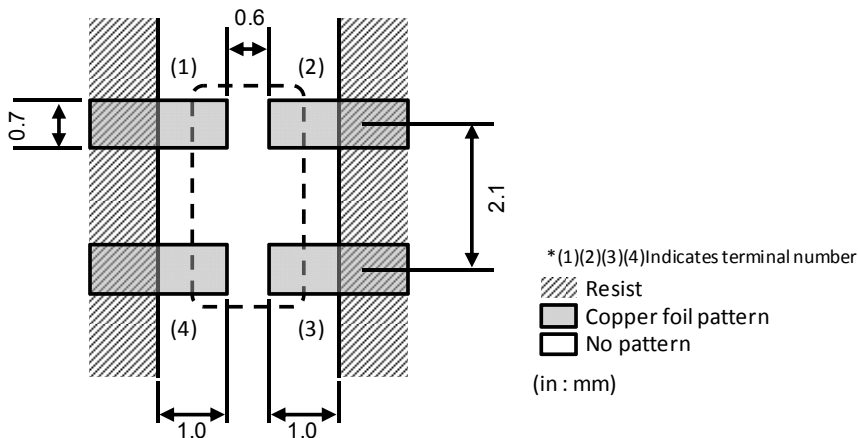 0.6
(1)
(2)
0.7
2.1
(4)
(3)
1.0
1.0
*(1)(2)(3)(4)Indicates terminal number
Resist
Copper foil pattern
No pattern
(in : mm)